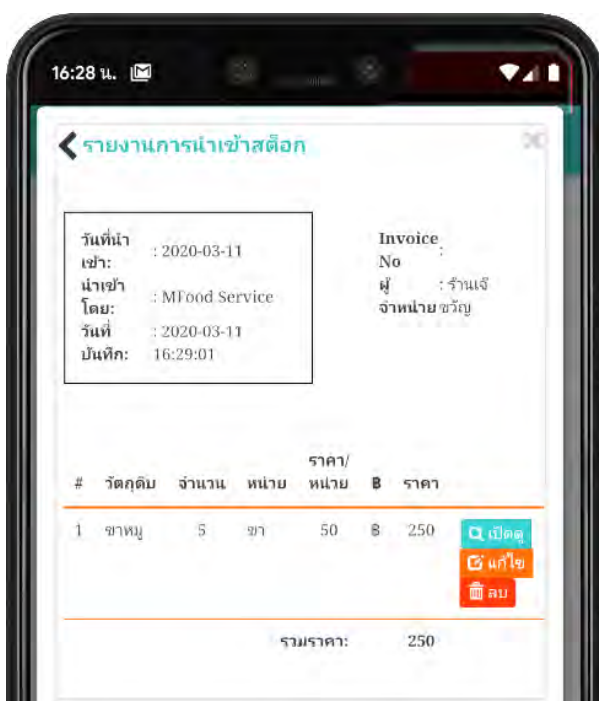 16:28 น.
รายงานการนำเข้าสต็อก
วันที่นำ
เข้า: : 2020-03-11
นำเข้า
โดย: : MFood Service
วันที่ : 2020-03-11
บันทึก: 16:29:01
Invoice
No :
ผู้ : ร้านเจ๊
จำหน่าย ขวัญ
ราคา/
# วัตถุดิบ จำนวน หน่วย หน่วย ฿ ราคา
1 ขาหมู 5 ขา 50 ฿ 250
เปิดดู
แก้ไข
ลบ
รวมราคา: 250